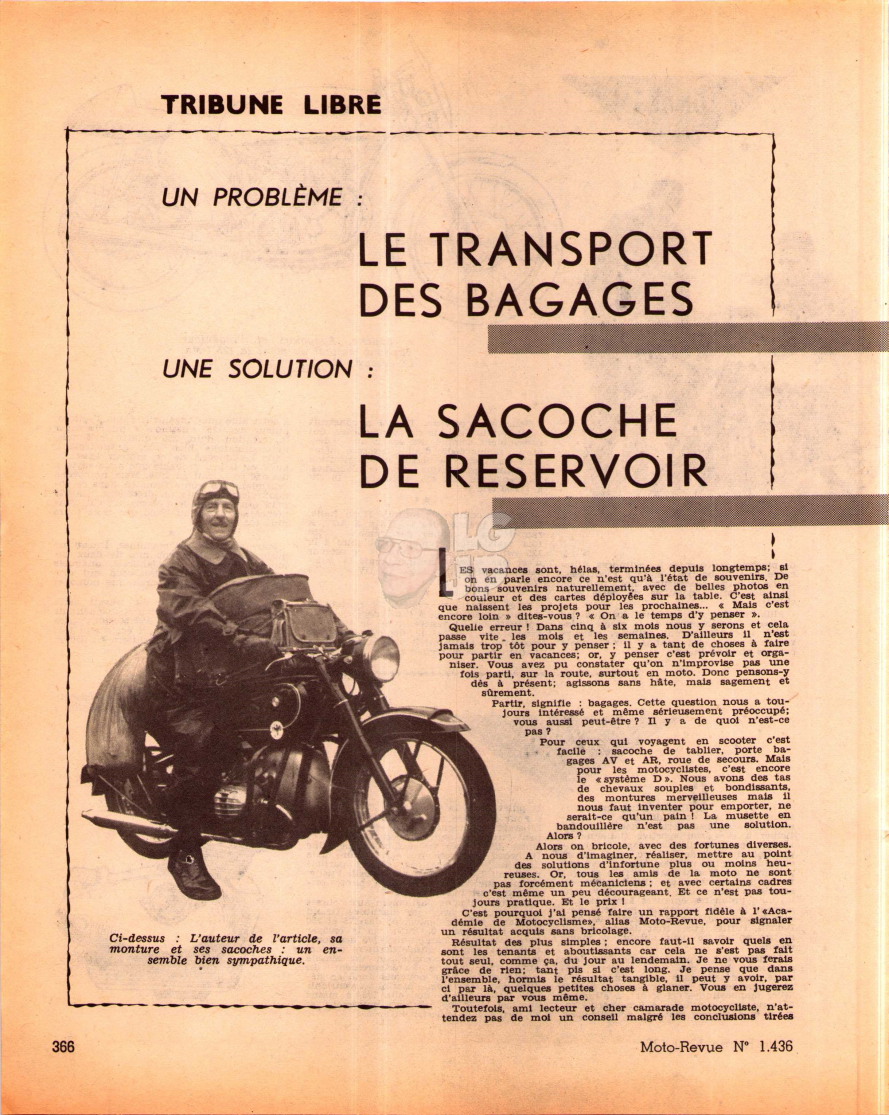 TRIBUNE LIBRE
UN PROBLÈME :
LE TRANSPORT
DES BAGAGES
UNE SOLUTION :
LA SACOCHE
DE RESERVOIR
LG
LES vacances sont, hélas, terminées depuis longtemps; si
on en parle encore ce n'est qu'à l'état de souvenirs. De
bons souvenirs naturellement, avec de belles photos en
couleur et des cartes déployées sur la table. C'est ainsi
que naissent les projets pour les prochaines... « Mais c'est
encore loin » dites-vous ? « On a le temps d'y penser ».
Quelle erreur ! Dans cinq à six mois nous y serons et cela
passe vite, les mois et les semaines. D'ailleurs il n'est
jamais trop tôt pour y penser ; il y a tant de choses à faire
pour partir en vacances; or, y penser c'est prévoir et orga-
niser. Vous avez pu constater qu'on n'improvise pas une
fois parti, sur la route, surtout en moto. Donc pensons-y
dès à présent; agissons sans hâte, mais sagement et
sûrement.
Partir, signifie : bagages. Cette question nous a tou-
jours intéressé et même sérieusement préoccupé;
vous aussi peut-être ? Il y a de quoi n'est-ce
pas ?
Pour ceux qui voyagent en scooter c'est
facile : sacoche de tablier, porte ba-
gages AV et AR, roue de secours. Mais
pour les motocyclistes, c'est encore
le « système D ». Nous avons des tas
de chevaux souples et bondissants,
des montures merveilleuses mais il
nous faut inventer pour emporter, ne
serait-ce qu'un pain ! La musette en
bandoulière n'est pas une solution.
Alors ?
Alors on bricole, avec des fortunes diverses.
A nous d'imaginer, réaliser, mettre au point
des solutions d'infortune plus ou moins heu-
reuses. Or, tous les amis de la moto ne sont
pas forcément mécaniciens ; et avec certains cadres
c'est même un peu décourageant. Et ce n'est pas tou-
jours pratique. Et le prix !
C'est pourquoi j'ai pensé faire un rapport fidèle à l'«Aca-
démie de Motocyclisme», alias Moto-Revue, pour signaler
un résultat acquis sans bricolage.
Résultat des plus simples ; encore faut-il savoir quels en
sont les tenants et aboutissants car cela ne s'est pas fait
tout seul, comme ça, du jour au lendemain. Je ne vous ferais
grâce de rien; tant pis si c'est long. Je pense que dans
l'ensemble, hormis le résultat tangible, il peut y avoir, par
ci par là, quelques petites choses à glaner. Vous en jugerez
d'ailleurs par vous même.
Toutefois, ami lecteur et cher camarade motocycliste, n'at-
tendez pas de moi un conseil malgré les conclusions tirées
Ci-dessus : L'auteur de l'article, sa
monture et ses sacoches : un en-
semble bien sympathique.
366
Moto-Revue N° 1.436